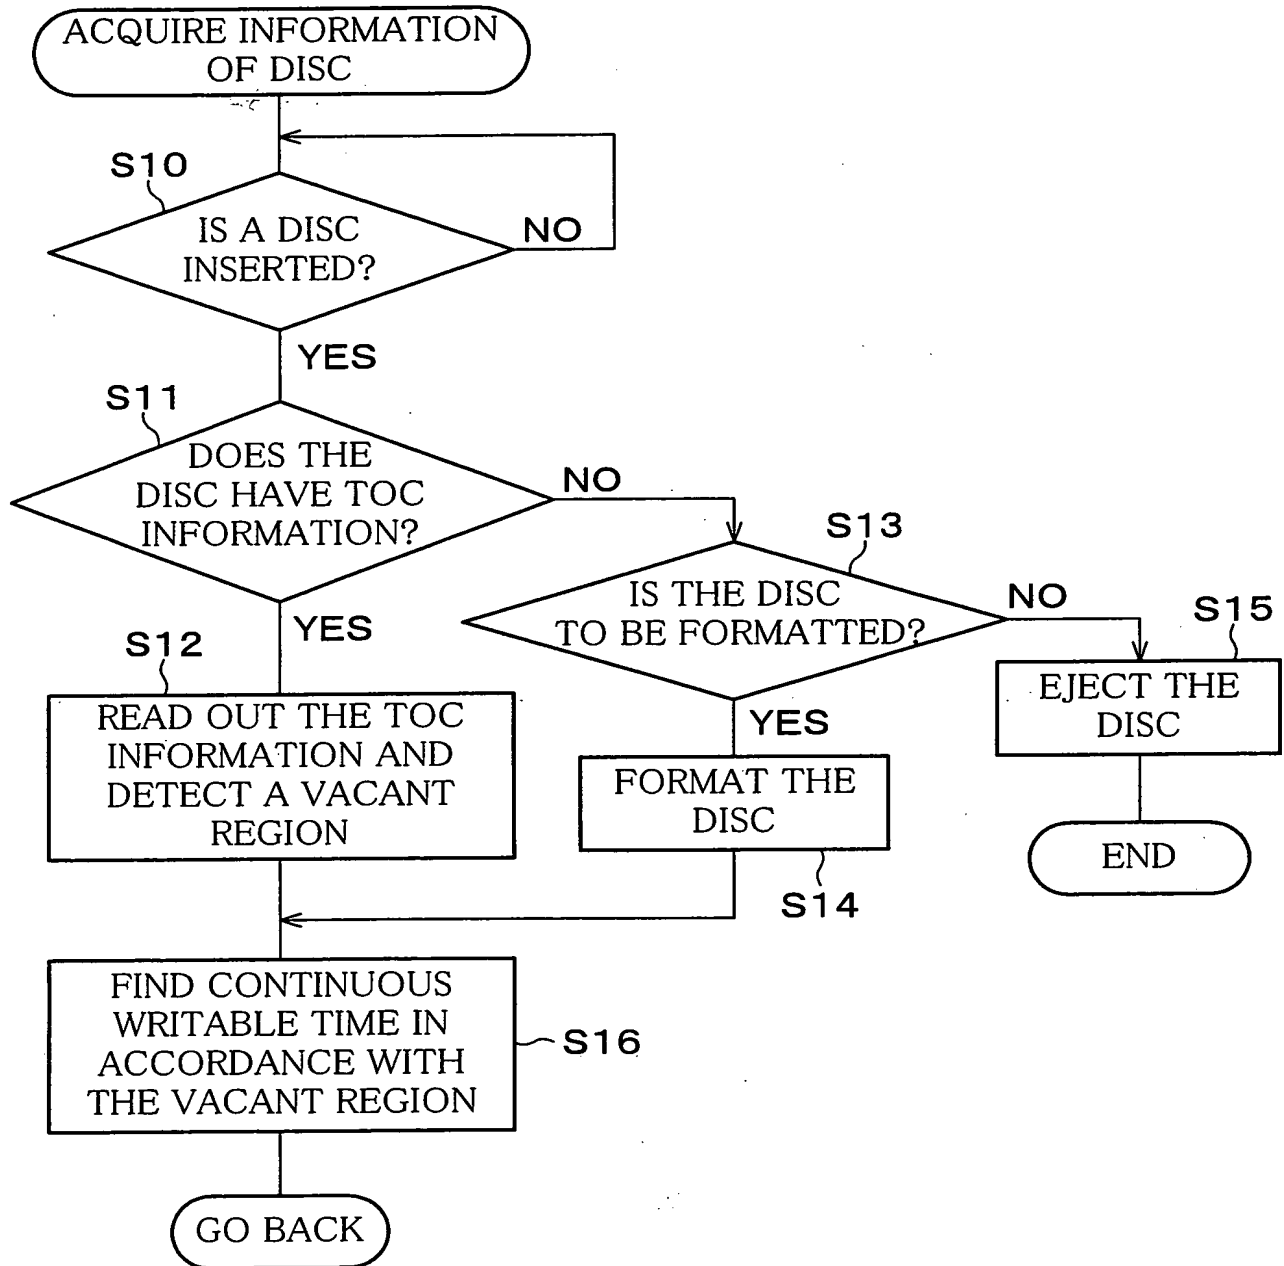 ACQUIRE INFORMATION
OF DISC
S10
IS A DISC
INSERTED?
NO
YES
S11
DOES THE
DISC HAVE TOC
INFORMATION?
NO
S13
IS THE DISC
TO BE FORMATTED?
NO
S15
EJECT THE
DISC
END
YES
S12
READ OUT THE TOC
INFORMATION AND
DETECT A VACANT
REGION
YES
FORMAT THE
DISC
S14
FIND CONTINUOUS
WRITABLE TIME IN
ACCORDANCE WITH
THE VACANT REGION
S16
GO BACK